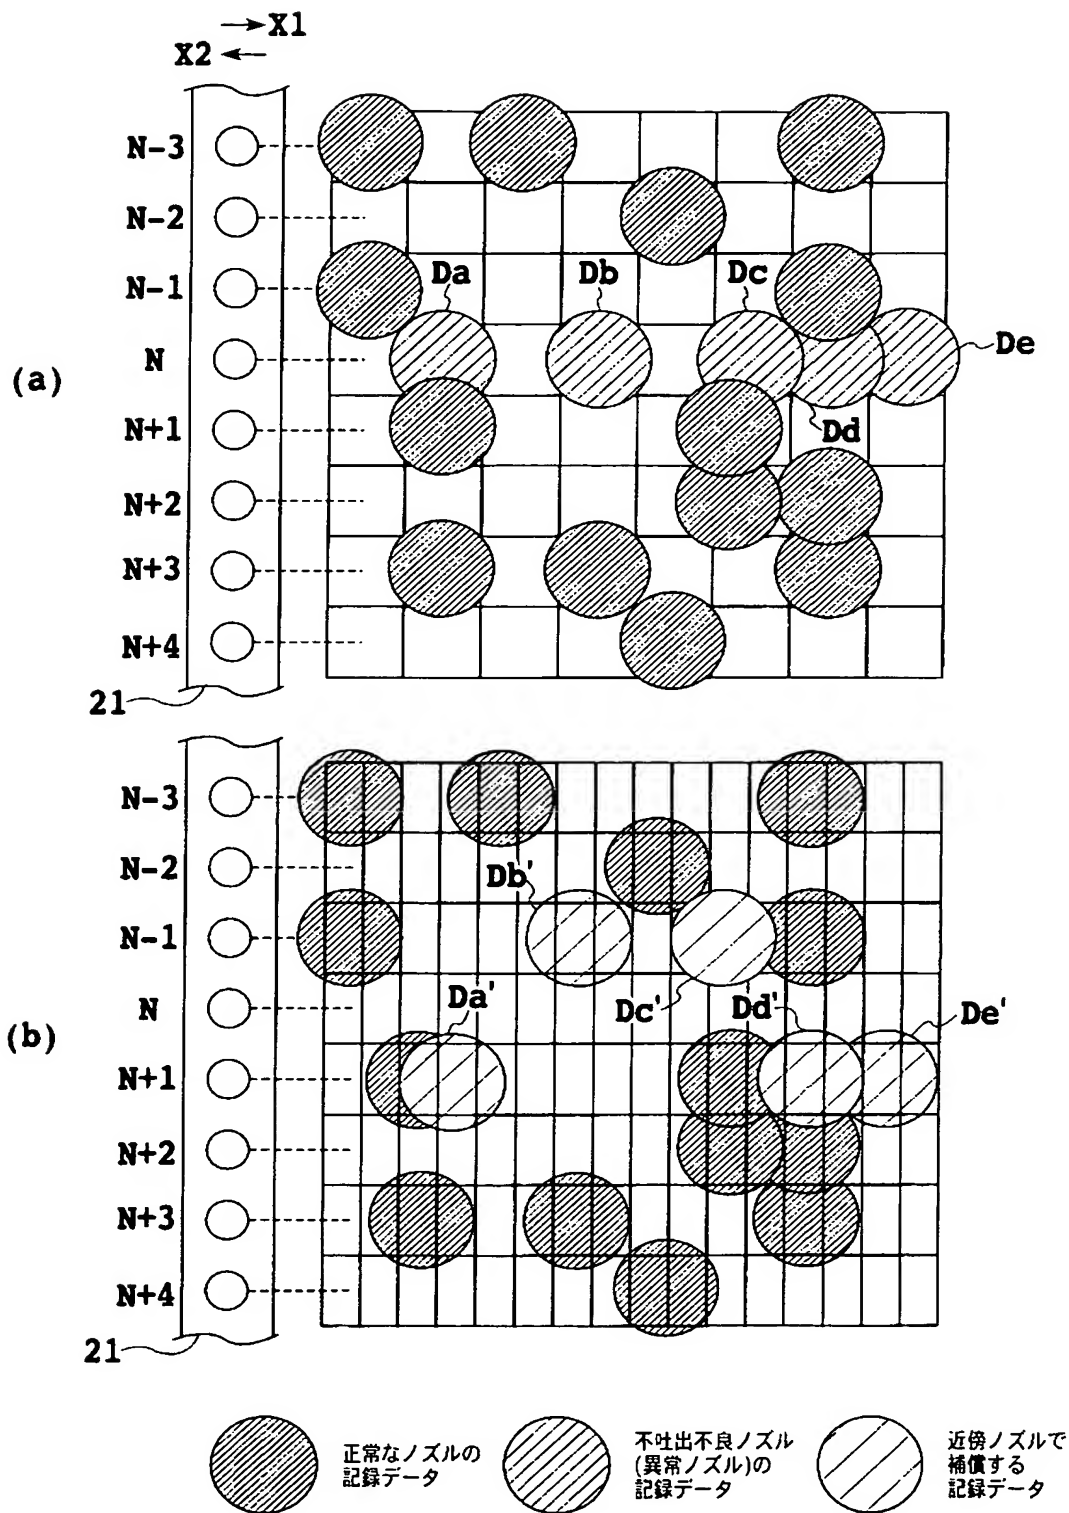 X1
X2
N-3
N-2
N-1
Da
Db
Dc
N
De
(a)
N+1
Dd
N+2
N+3
N+4
21
N-3
N-2
Db'
N-1
Da'
Dc'
Dd'
De'
N
(b)
N+1
N+2
N+3
N+4
21
正常なノズルの
記録データ
不吐出不良ノズル
(異常ノズル)の
記録データ
近傍ノズルで
補償する
記録データ